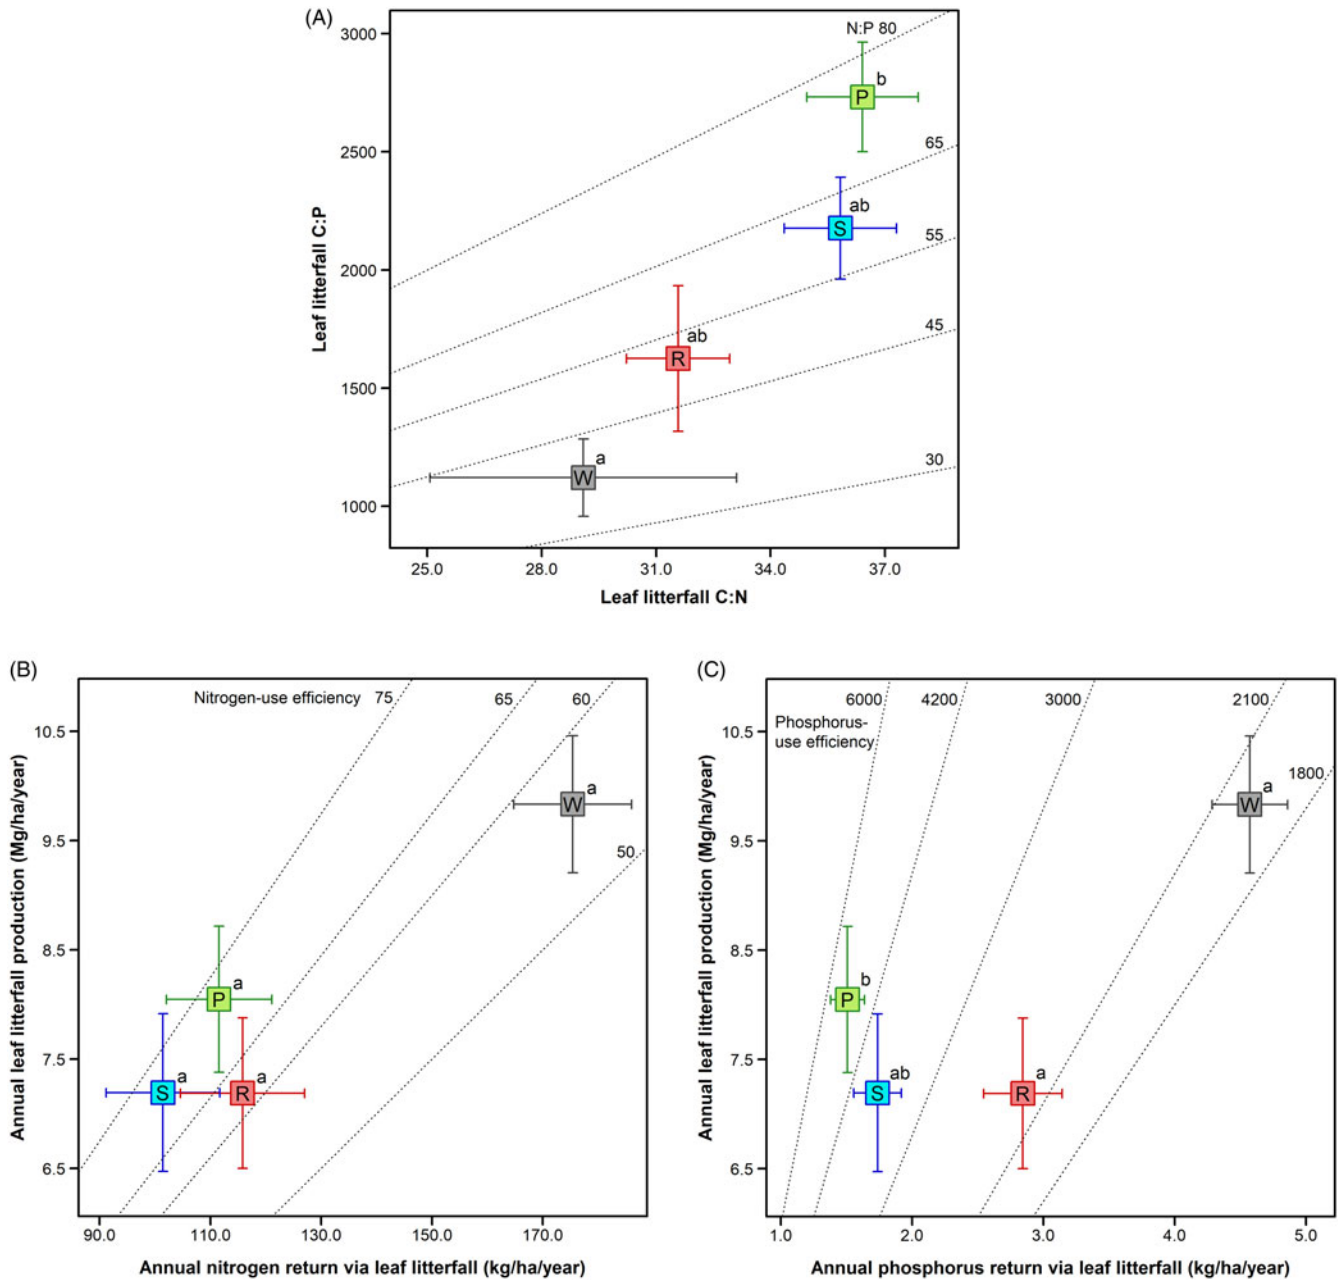 (A)
N:P 80
3000
b
P
65
2500
ab
S
55
2000
Leaf litterfall C:P
45
ab
R
1500
30
a
W
1000
25.0 28.0 31.0 34.0 37.0
Leaf litterfall C:N
(B)
Nitrogen-use efficiency 75 65 60
10.5
a
W
9.5
50
8.5
a
P
7.5
a
S
a
R
6.5
Annual leaf litterfall production (Mg/ha/year)
90.0 110.0 130.0 150.0 170.0
Annual nitrogen return via leaf litterfall (kg/ha/year)
(C)
6000 4200 3000 2100
Phosphorus-
use efficiency
10.5
1800
a
W
9.5
8.5
b
P
7.5
ab
S
a
R
6.5
Annual leaf litterfall production (Mg/ha/year)
1.0 2.0 3.0 4.0 5.0
Annual phosphorus return via leaf litterfall (kg/ha/year)